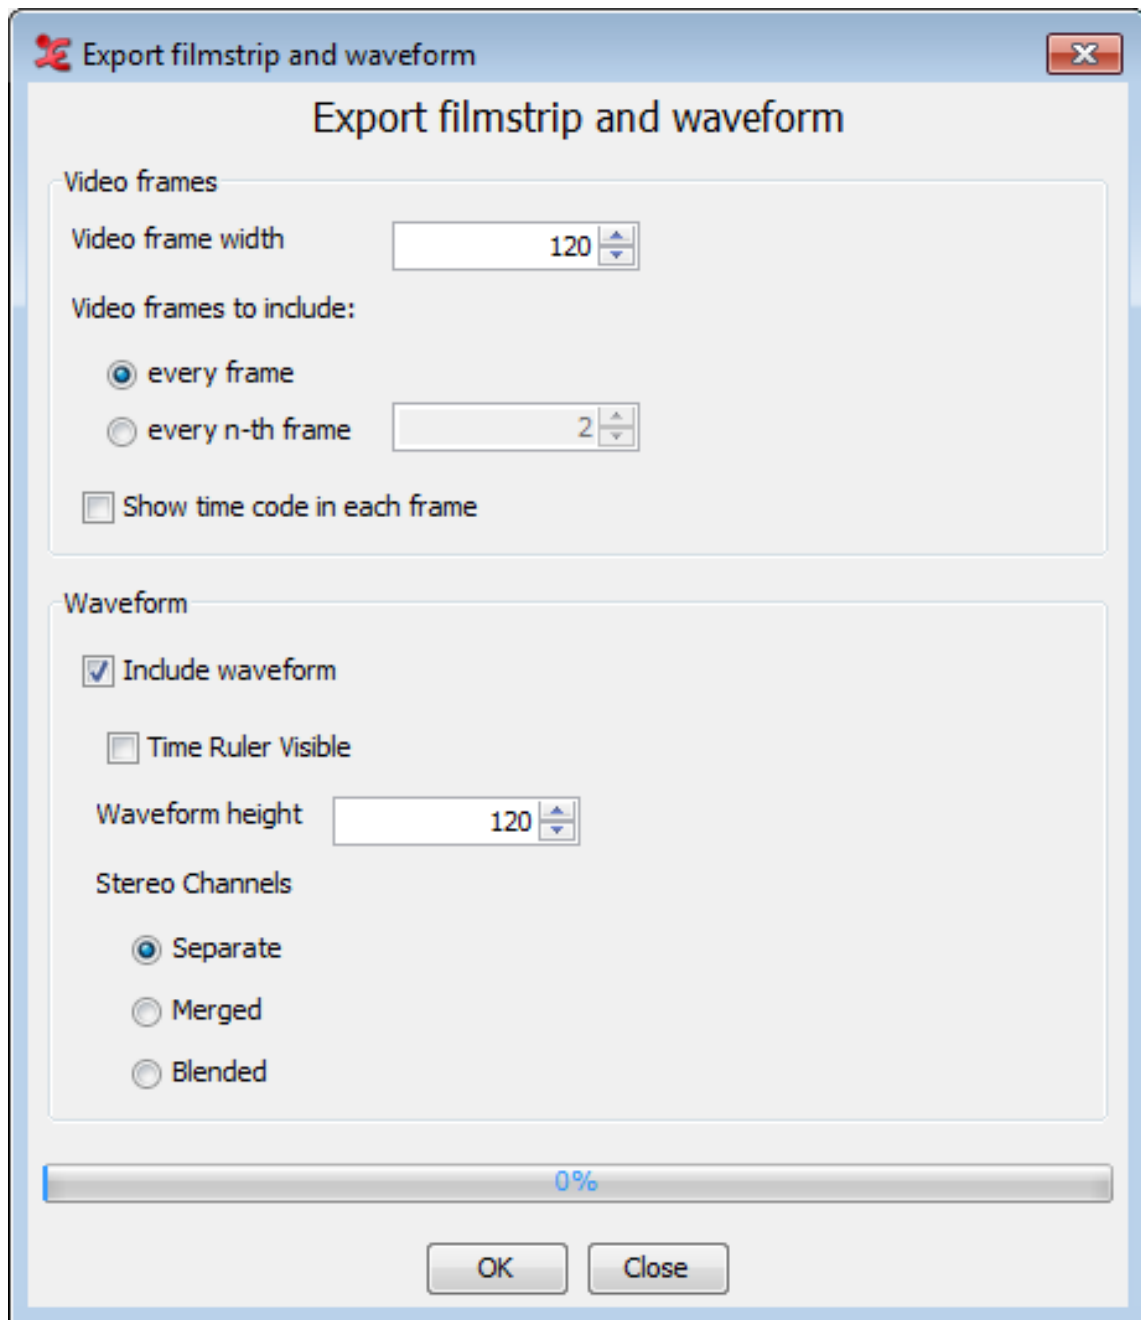 Export filmstrip and waveform
Export filmstrip and waveform
Video frames
Video frame width 120
Video frames to include:
every frame
every n-th frame 2
Show time code in each frame
Waveform
Include waveform
Time Ruler Visible
Waveform height 120
Stereo Channels
Separate
Merged
Blended
0%
OK Close